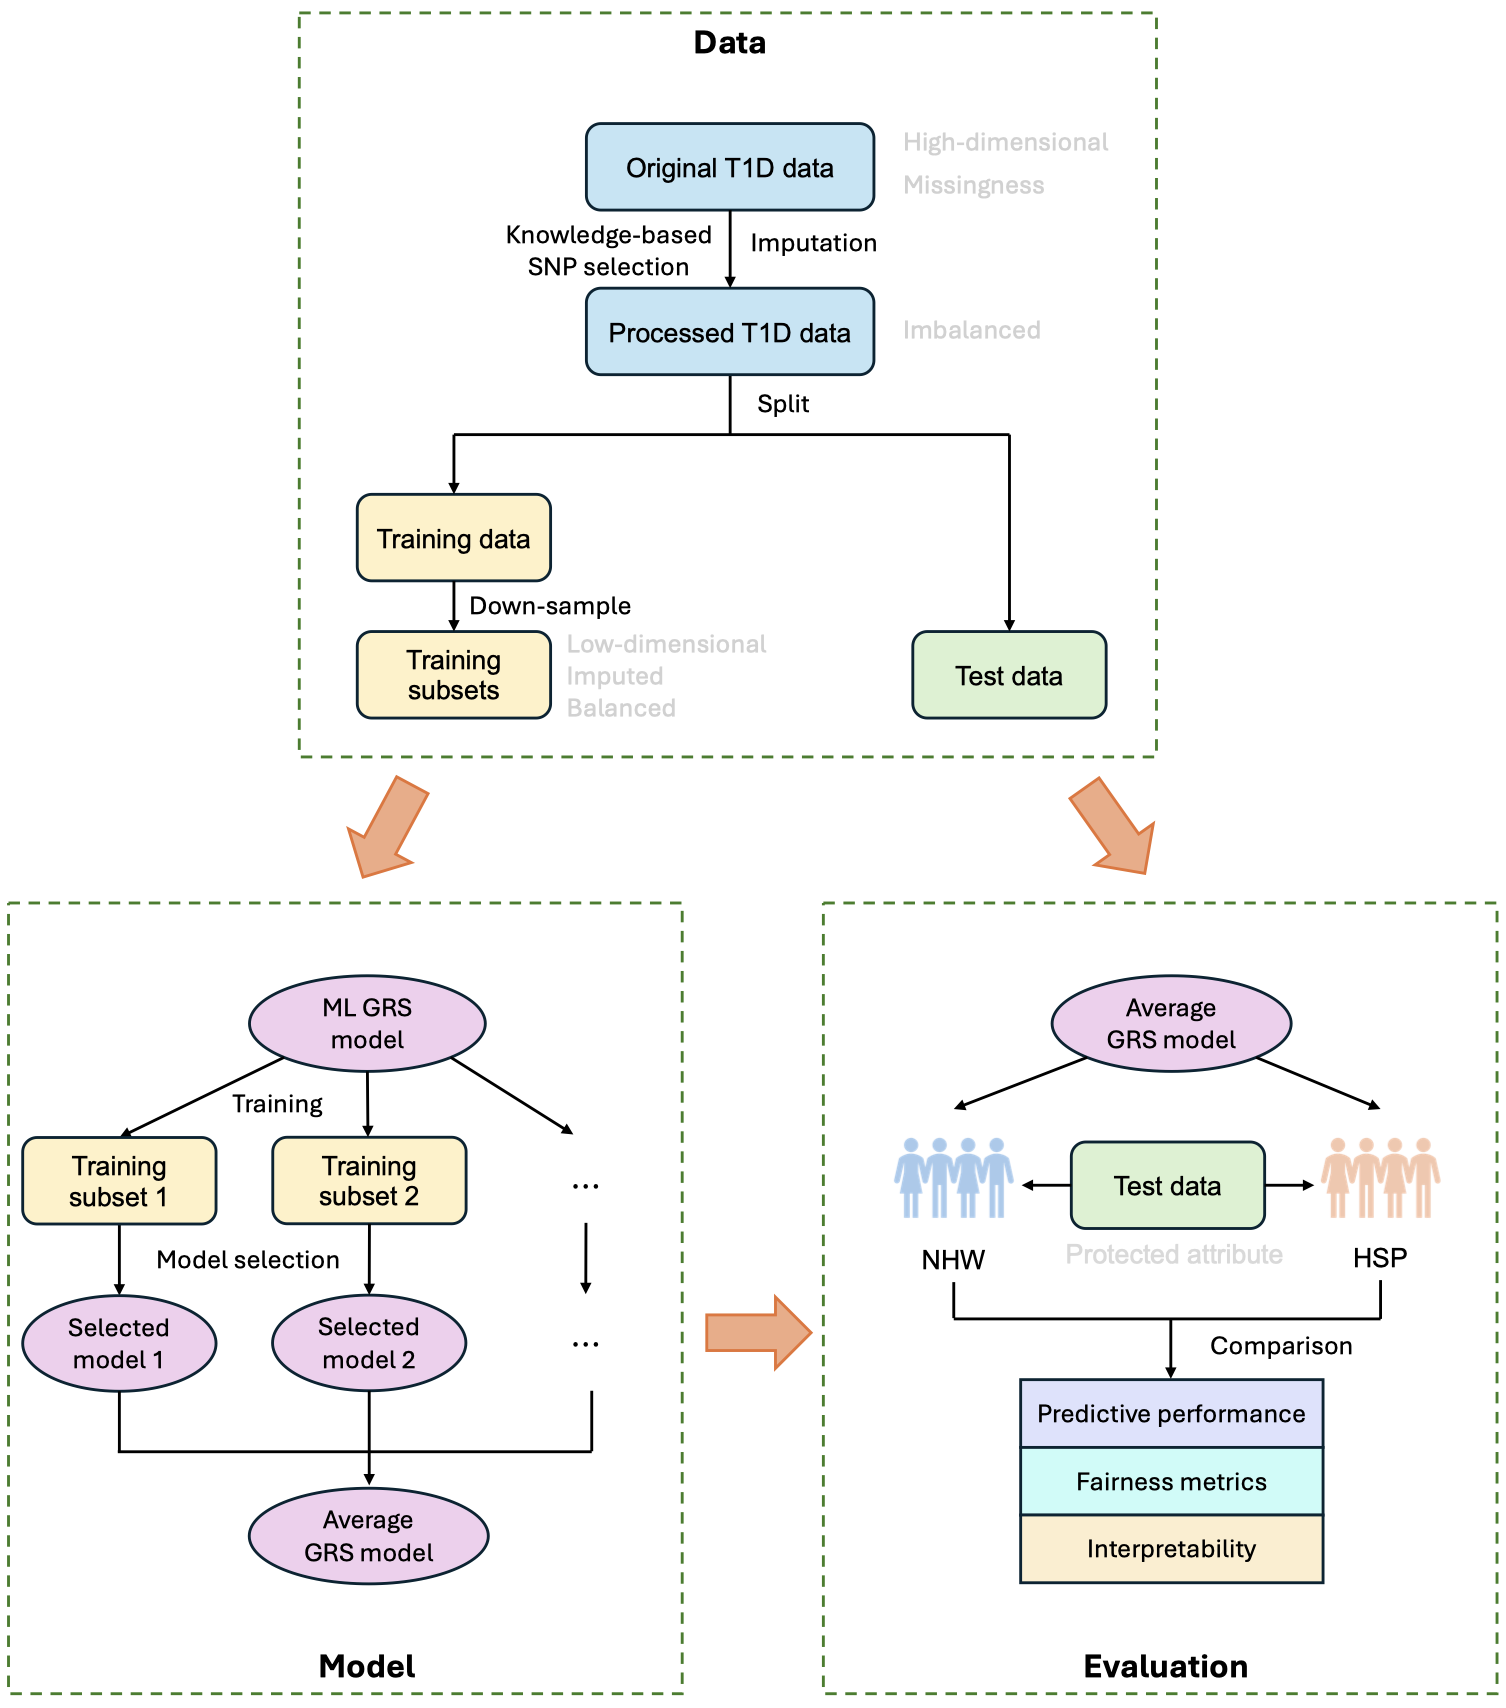 Data
Original T1D data
High-dimensional
Missingness
Knowledge-based
SNP selection
Imputation
Processed T1D data
Imbalanced
Split
Training data
Down-sample
Training
subsets
Low-dimensional
Imputed
Balanced
Test data
ML GRS
model
Training
Training
subset 1
Training
subset 2
...
Model selection
Selected
model 1
Selected
model 2
...
Average
GRS model
Model
Average
GRS model
Test data
Protected attribute
NHW
HSP
Comparison
Predictive performance
Fairness metrics
Interpretability
Evaluation